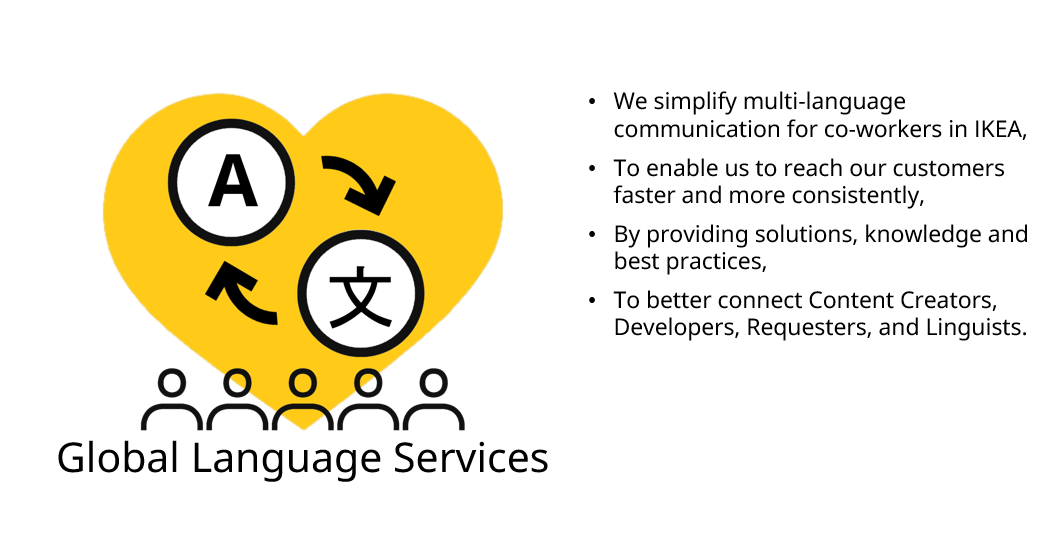 A
文
Global Language Services
• We simplify multi-language
communication for co-workers in IKEA,
• To enable us to reach our customers
faster and more consistently,
• By providing solutions, knowledge and
best practices,
• To better connect Content Creators,
Developers, Requesters, and Linguists.